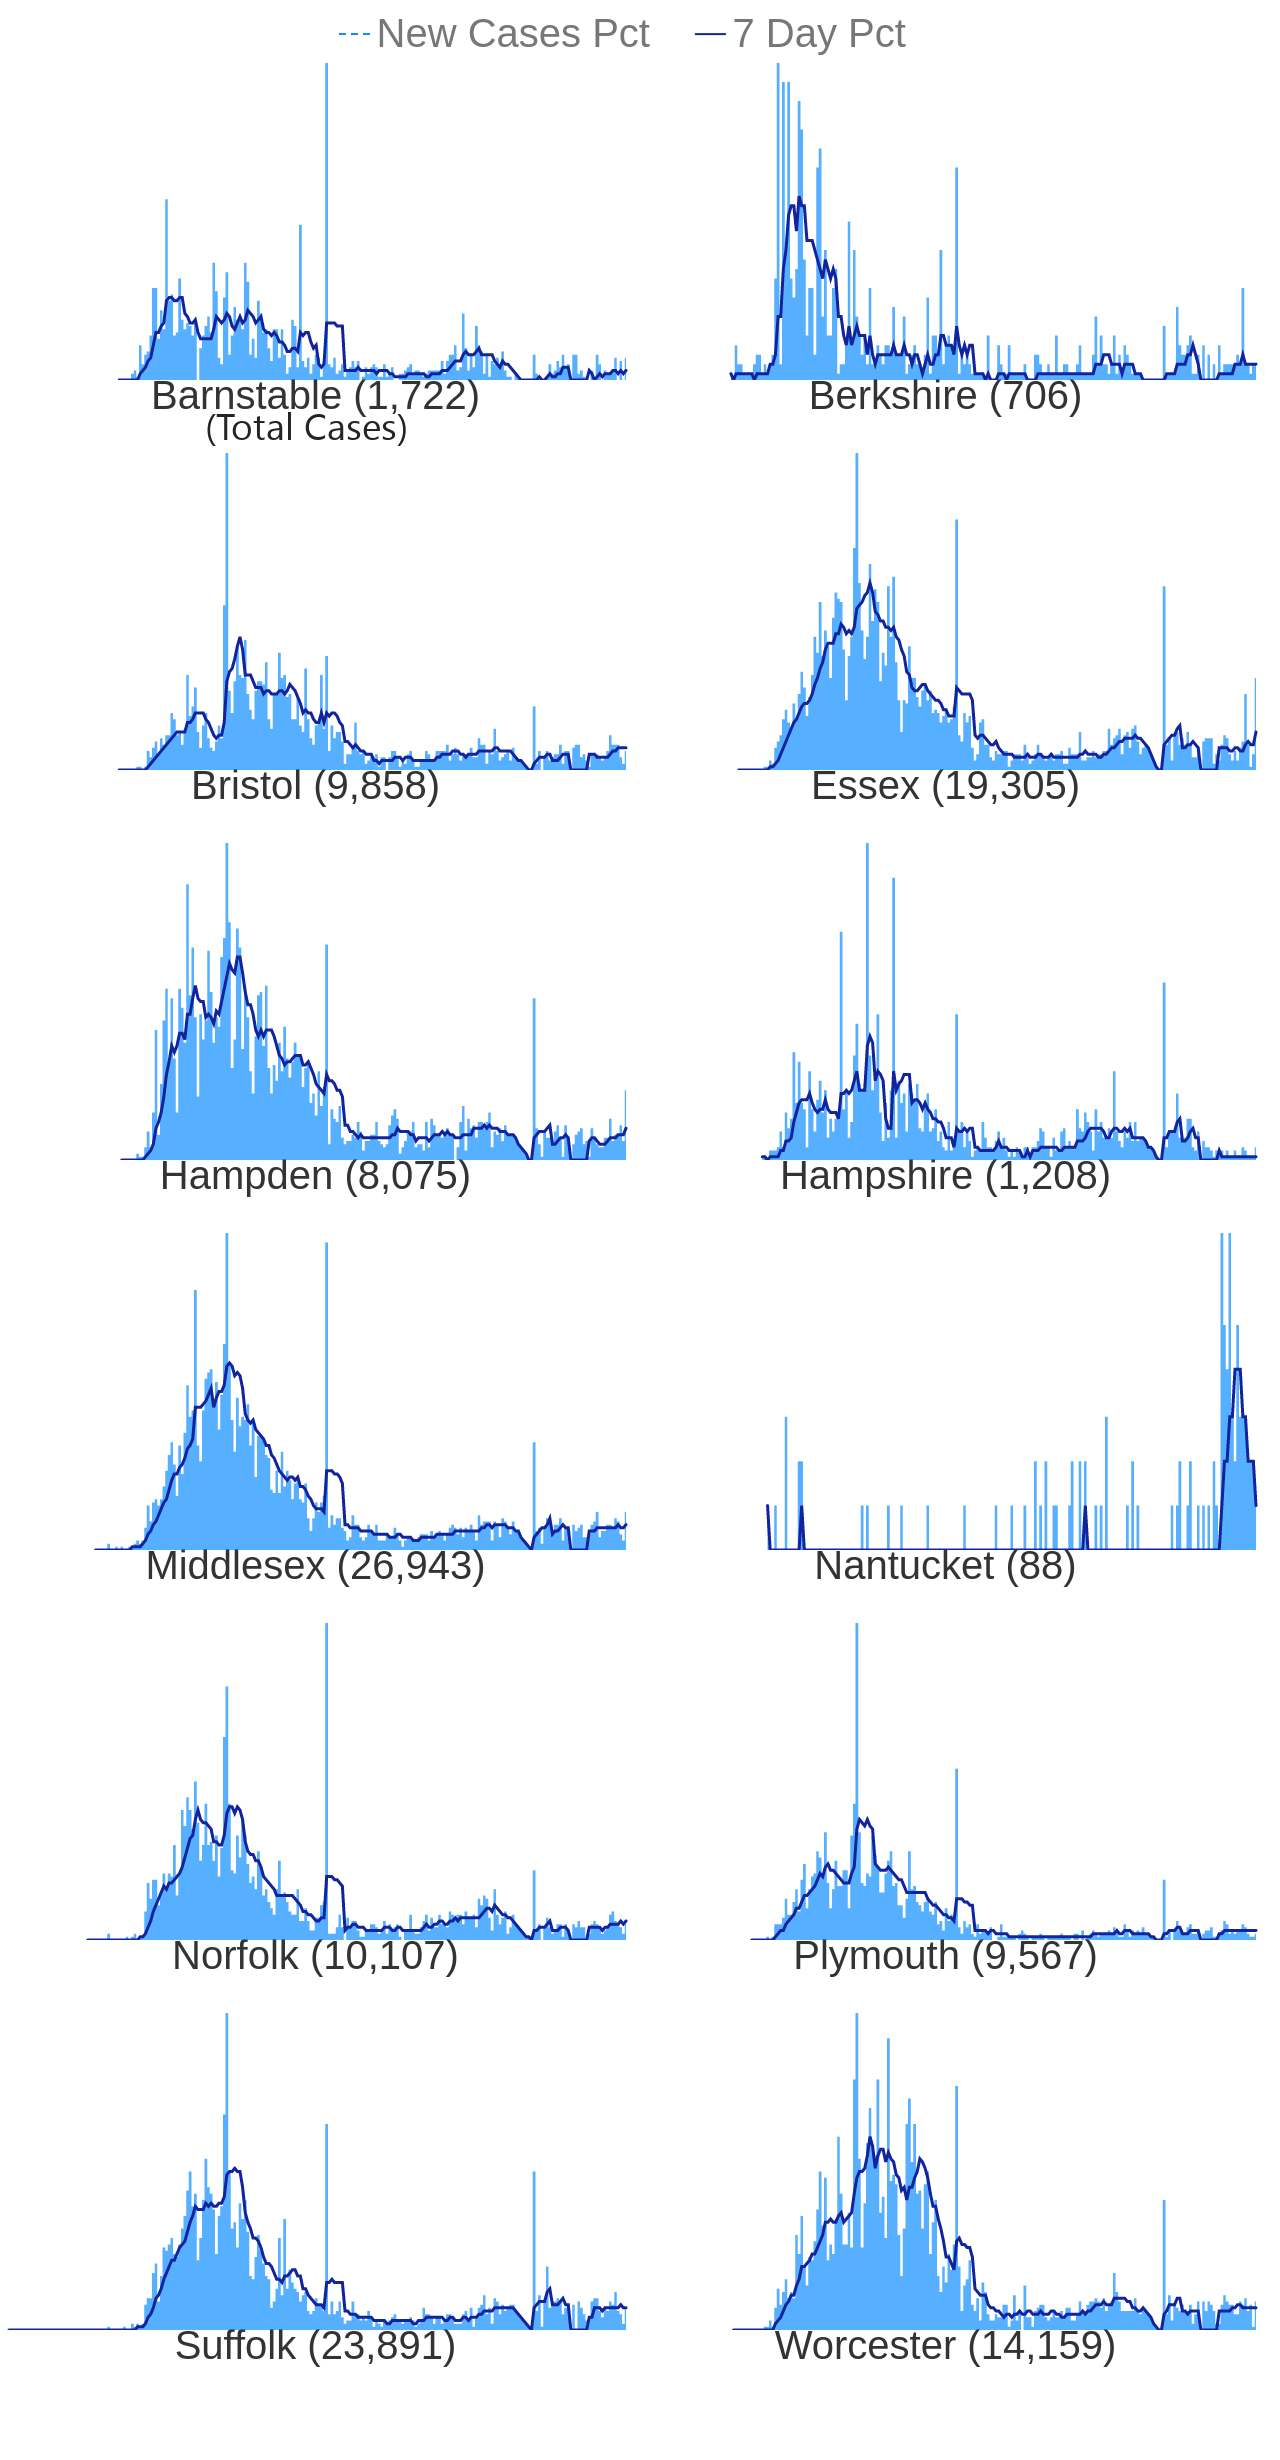 New Cases Pct 7 Day Pct
Barnstable (1,722) Berkshire (706)
(Total Cases)
Bristol (9,858) Essex (19,305)
Hampden (8,075) Hampshire (1,208)
Middlesex (26,943) Nantucket (88)
Norfolk (10,107) Plymouth (9,567)
Suffolk (23,891) Worcester (14,159)